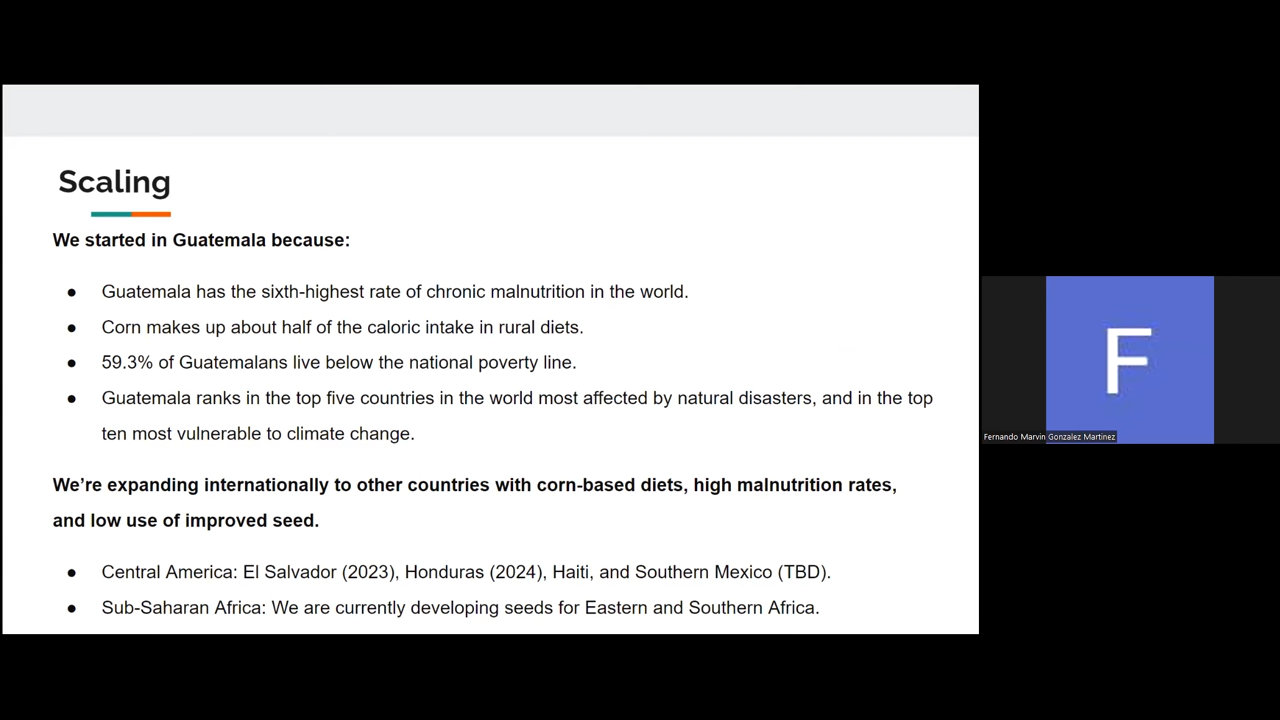 Scaling
We started in Guatemala because:
● Guatemala has the sixth-highest rate of chronic malnutrition in the world.
● Corn makes up about half of the caloric intake in rural diets.
● 59.3% of Guatemalans live below the national poverty line.
● Guatemala ranks in the top five countries in the world most affected by natural disasters, and in the top
ten most vulnerable to climate change.
We’re expanding internationally to other countries with corn-based diets, high malnutrition rates,
and low use of improved seed.
● Central America: El Salvador (2023), Honduras (2024), Haiti, and Southern Mexico (TBD).
● Sub-Saharan Africa: We are currently developing seeds for Eastern and Southern Africa.
F
Fernando Marvin Gonzalez Martinez